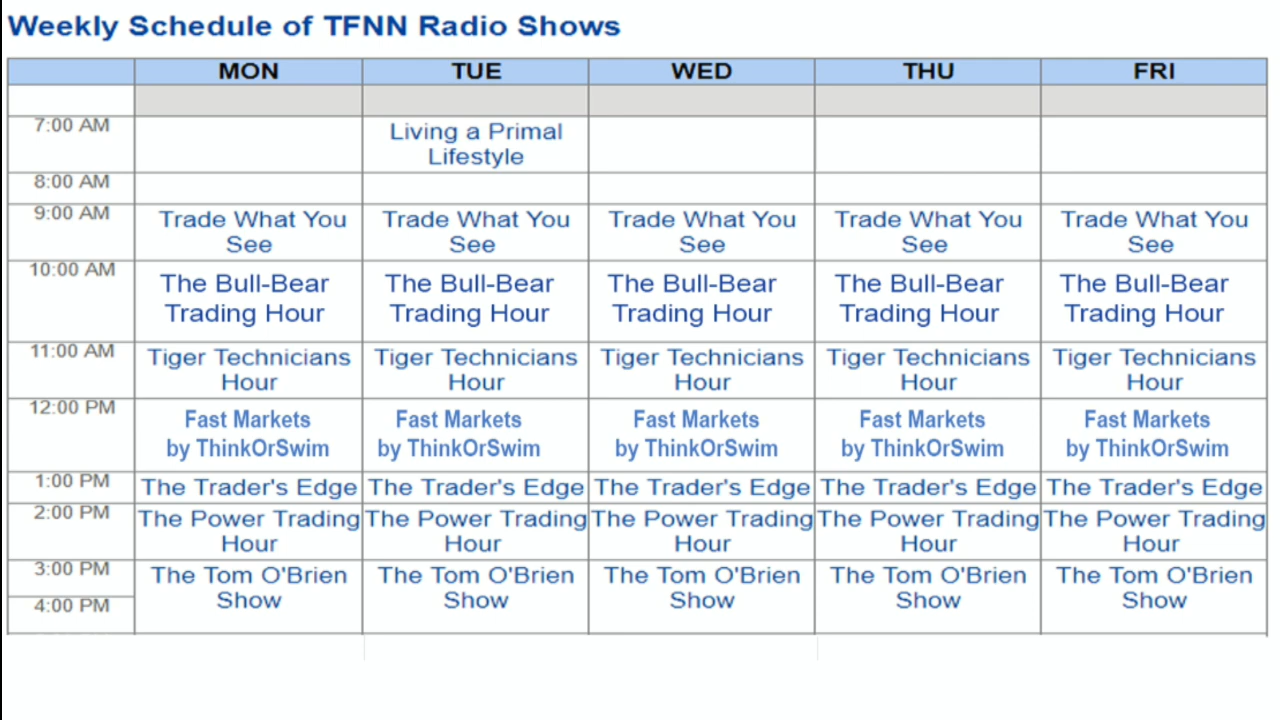 Weekly Schedule of TFNN Radio Shows
MON TUE WED THU FRI
7:00 AM
Living a Primal
Lifestyle
8:00 AM
9:00 AM
Trade What You Trade What You Trade What You Trade What You Trade What You
See See See See See
10:00 AM
The Bull-Bear The Bull-Bear The Bull-Bear The Bull-Bear The Bull-Bear
Trading Hour Trading Hour Trading Hour Trading Hour Trading Hour
11:00 AM
Tiger Technicians Tiger Technicians Tiger Technicians Tiger Technicians Tiger Technicians
Hour Hour Hour Hour Hour
12:00 PM
Fast Markets Fast Markets Fast Markets Fast Markets Fast Markets
by ThinkOrSwim by ThinkOrSwim by ThinkOrSwim by ThinkOrSwim by ThinkOrSwim
1:00 PM
The Trader's Edge The Trader's Edge The Trader's Edge The Trader's Edge The Trader's Edge
2:00 PM
The Power Trading The Power Trading The Power Trading The Power Trading The Power Trading
Hour Hour Hour Hour Hour
3:00 PM
The Tom O'Brien The Tom O'Brien The Tom O'Brien The Tom O'Brien The Tom O'Brien
Show Show Show Show Show
4:00 PM